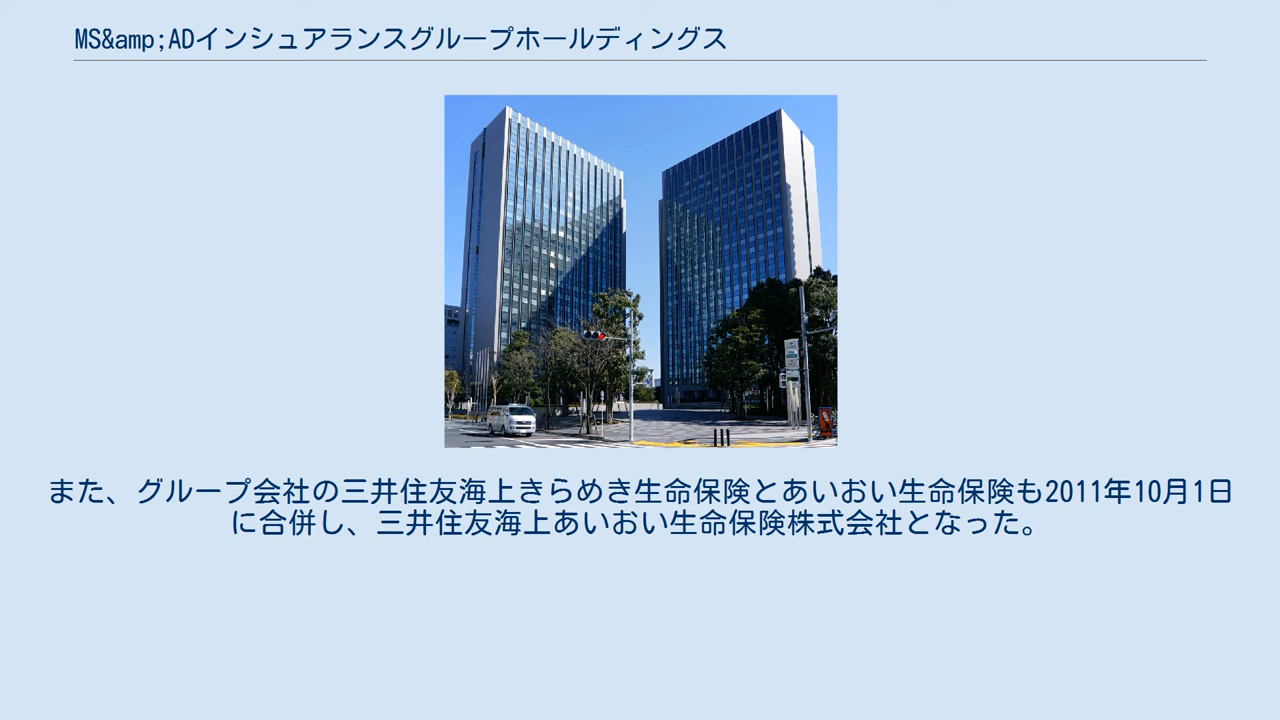 MS&amp;ADインシュアランスグループホールディングス
また、グループ会社の三井住友海上きらめき生命保険とあいおい生命保険も2011年10月1日
に合併し、三井住友海上あいおい生命保険株式会社となった。